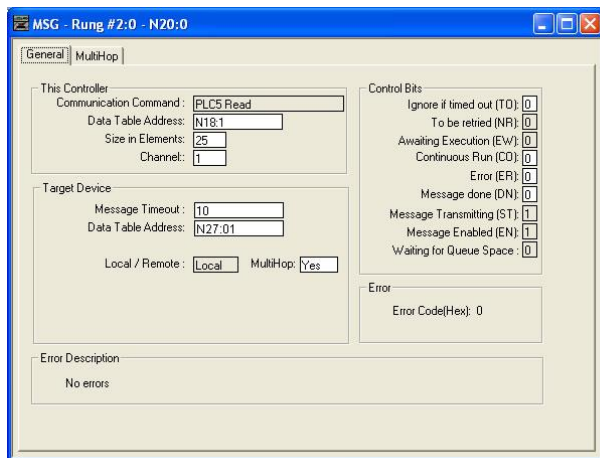 MSG - Rung #2:0 - N20:0
General MultiHop
This Controller
Communication Command : PLC5 Read
Data Table Address: N18:1
Size in Elements: 25
Channel: 1
Target Device
Message Timeout : 10
Data Table Address: N27:01
Local / Remote : Local MultiHop: Yes
Control Bits
Ignore if timed out (TO): 0
To be retried (NR): 0
Awaiting Execution (EW): 0
Continuous Run (CO): 0
Error (ER): 0
Message done (DN): 0
Message Transmitting (ST): 1
Message Enabled (EN): 1
Waiting for Queue Space : 0
Error
Error Code(Hex): 0
Error Description
No errors